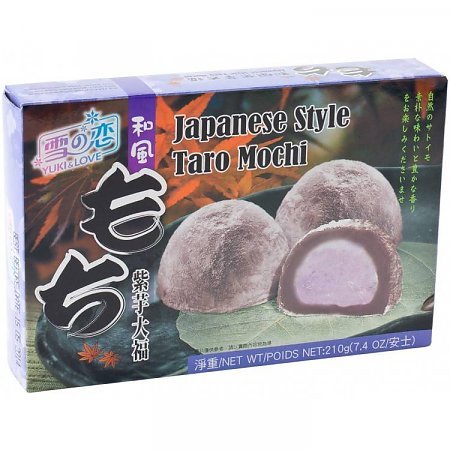 雪の恋
YUKI & LOVE
和風
もち
紫芋大福
Japanese Style
Taro Mochi
自然のサトイモ
素朴な味わいと豊かな香り
をお楽しみくださいませ
淨重/NET WT/POIDS NET:210g(7.4 OZ/安士)